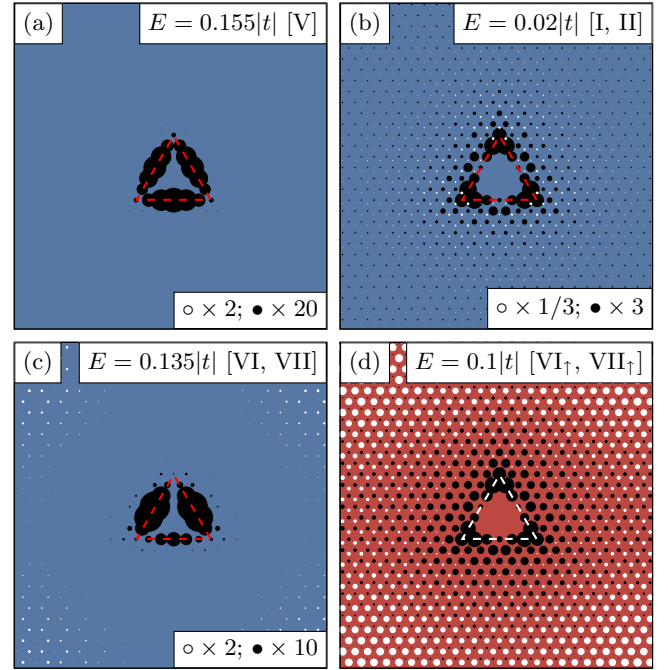 (a) E = 0.155|t| [V]
○ × 2; ● × 20
(b) E = 0.02|t| [I, II]
○ × 1/3; ● × 3
(c) E = 0.135|t| [VI, VII]
○ × 2; ● × 10
(d) E = 0.1|t| [VI↑, VII↑]